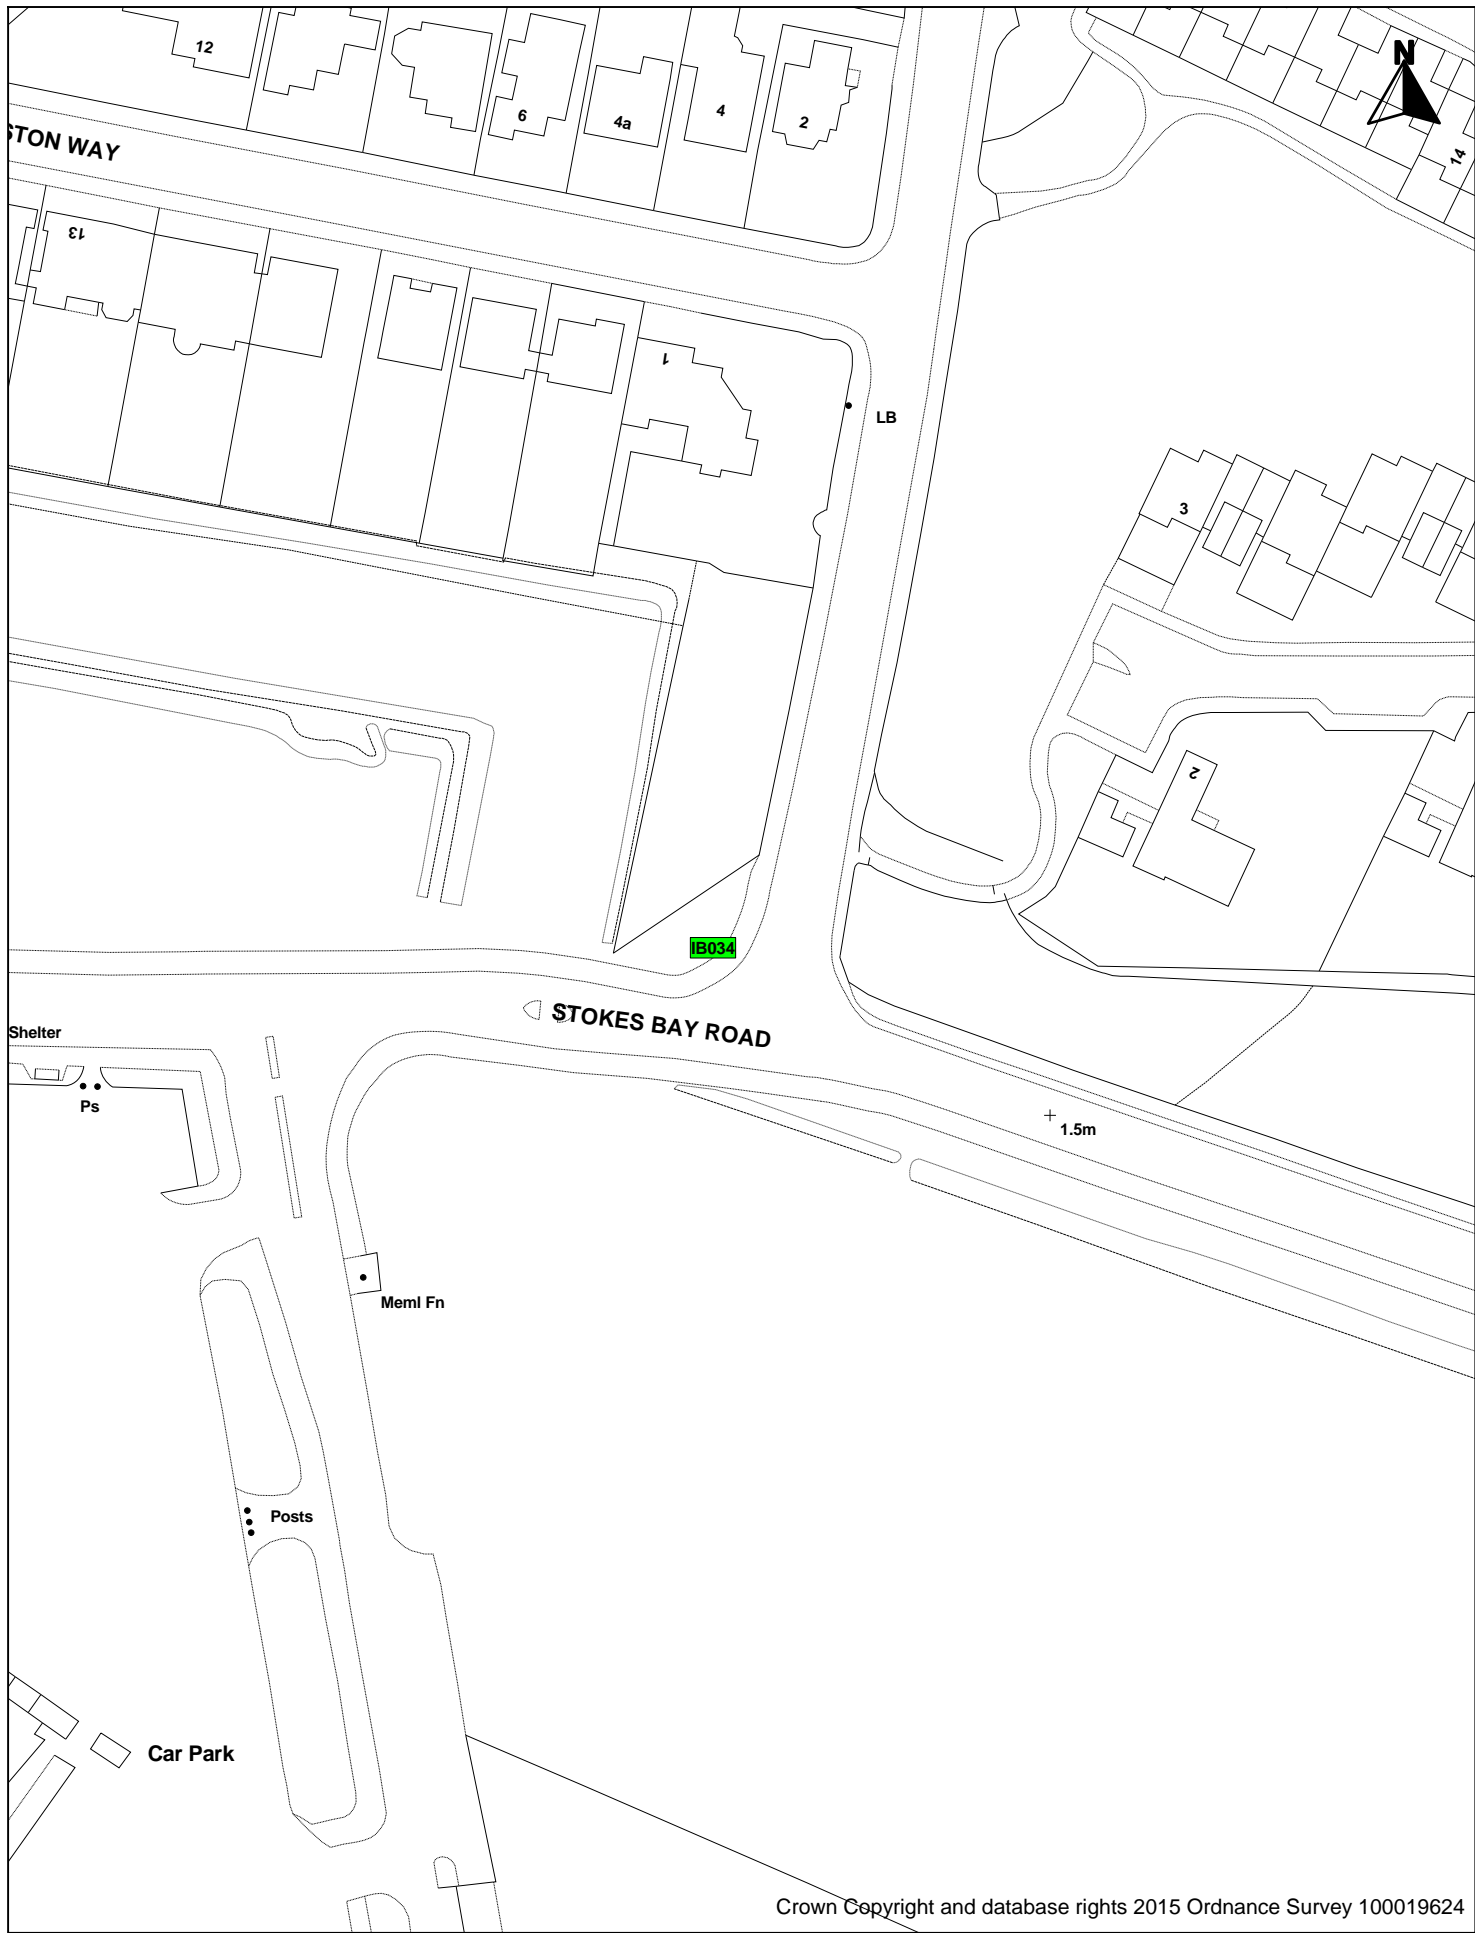 N
12
6
4a
4
2
14
STON WAY
13
1
LB
3
2
IB034
STOKES BAY ROAD
Shelter
Ps
1.5m
Meml Fn
Posts
Car Park
Crown Copyright and database rights 2015 Ordnance Survey 100019624